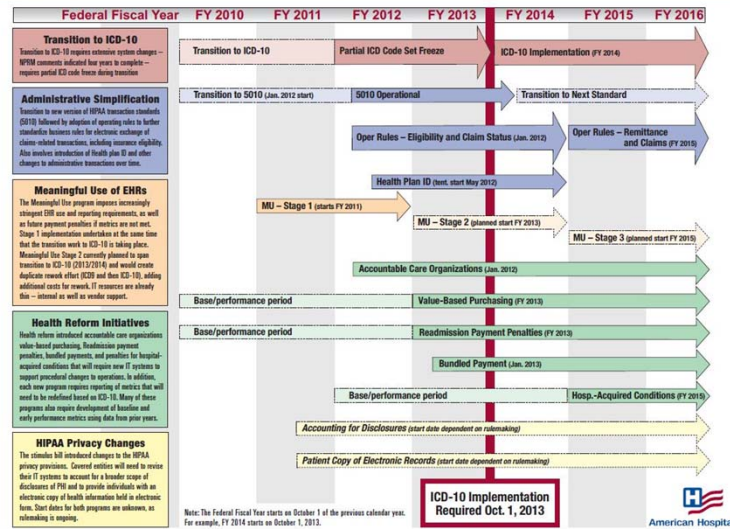 Federal Fiscal Year
FY 2010
FY 2011
FY 2012
FY 2013
FY 2014
FY 2015
FY 2016
Transition to ICD-10
Transition to ICD-10 requires extensive system changes –
NPRM comments indicated four years to complete –
requires partial ICD code freeze during transition
Transition to ICD-10
Partial ICD Code Set Freeze
ICD-10 Implementation (FY 2014)
Administrative Simplification
Transition to new version of HIPAA transaction standards
(5010) followed by adoption of operating rules to further
standardize business rules for electronic exchange of
claims-related transactions, including insurance eligibility.
Also involves introduction of Health plan ID and other
changes to administrative transactions over time.
Transition to 5010 (Jan. 2012 start)
5010 Operational
Transition to Next Standard
Oper Rules – Eligibility and Claim Status (Jan. 2012)
Oper Rules – Remittance
and Claims (FY 2015)
Health Plan ID (tent. start May 2012)
Meaningful Use of EHRs
The Meaningful Use program imposes increasingly
stringent EHR use and reporting requirements, as well
as future payment penalties if metrics are not met.
Stage 1 implementation undertaken at the same time
that the transition work to ICD-10 is taking place.
Meaningful Use Stage 2 currently planned to span
transition to ICD-10 (2013/2014) and would create
duplicate rework effort (ICD9 and then ICD-10), adding
additional costs for rework. IT resources are already
thin – internal as well as vendor support.
MU – Stage 1 (starts FY 2011)
MU – Stage 2 (planned start FY 2013)
MU – Stage 3 (planned start FY 2015)
Accountable Care Organizations (Jan. 2012)
Base/performance period
Value-Based Purchasing (FY 2013)
Health Reform Initiatives
Health reform introduced accountable care organizations
value-based purchasing, Readmission payment
penalties, bundled payments, and penalties for hospital-
acquired conditions that will require new IT systems to
support procedural changes to operations. In addition,
each new program requires reporting of metrics that will
need to be redefined based on ICD-10. Many of these
programs also require development of baseline and
early performance metrics using data from prior years.
Base/performance period
Readmission Payment Penalties (FY 2013)
Bundled Payment (Jan. 2013)
Base/performance period
Hosp.-Acquired Conditions (FY 2015)
HIPAA Privacy Changes
The stimulus bill introduced changes to the HIPAA
privacy provisions. Covered entities will need to revise
their IT systems to account for a broader scope of
disclosures of PHI and to provide individuals with an
electronic copy of health information held in electronic
form. Start dates for both programs are unknown, as
rulemaking is ongoing.
Accounting for Disclosures (start date dependent on rulemaking)
Patient Copy of Electronic Records (start date dependent on rulemaking)
Note: The Federal Fiscal Year starts on October 1 of the previous calendar year.
For example, FY 2014 starts on October 1, 2013.
ICD-10 Implementation
Required Oct. 1, 2013
American Hospita